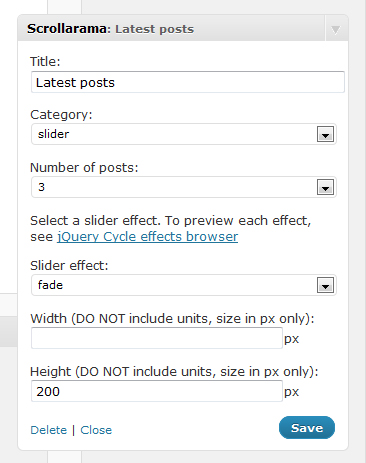 Scrollarama: Latest posts
Title:
Latest posts
Category:
slider
Number of posts:
3
Select a slider effect. To preview each effect,
see jQuery Cycle effects browser
Slider effect:
fade
Width (DO NOT include units, size in px only):
px
Height (DO NOT include units, size in px only):
200 px
Delete | Close Save